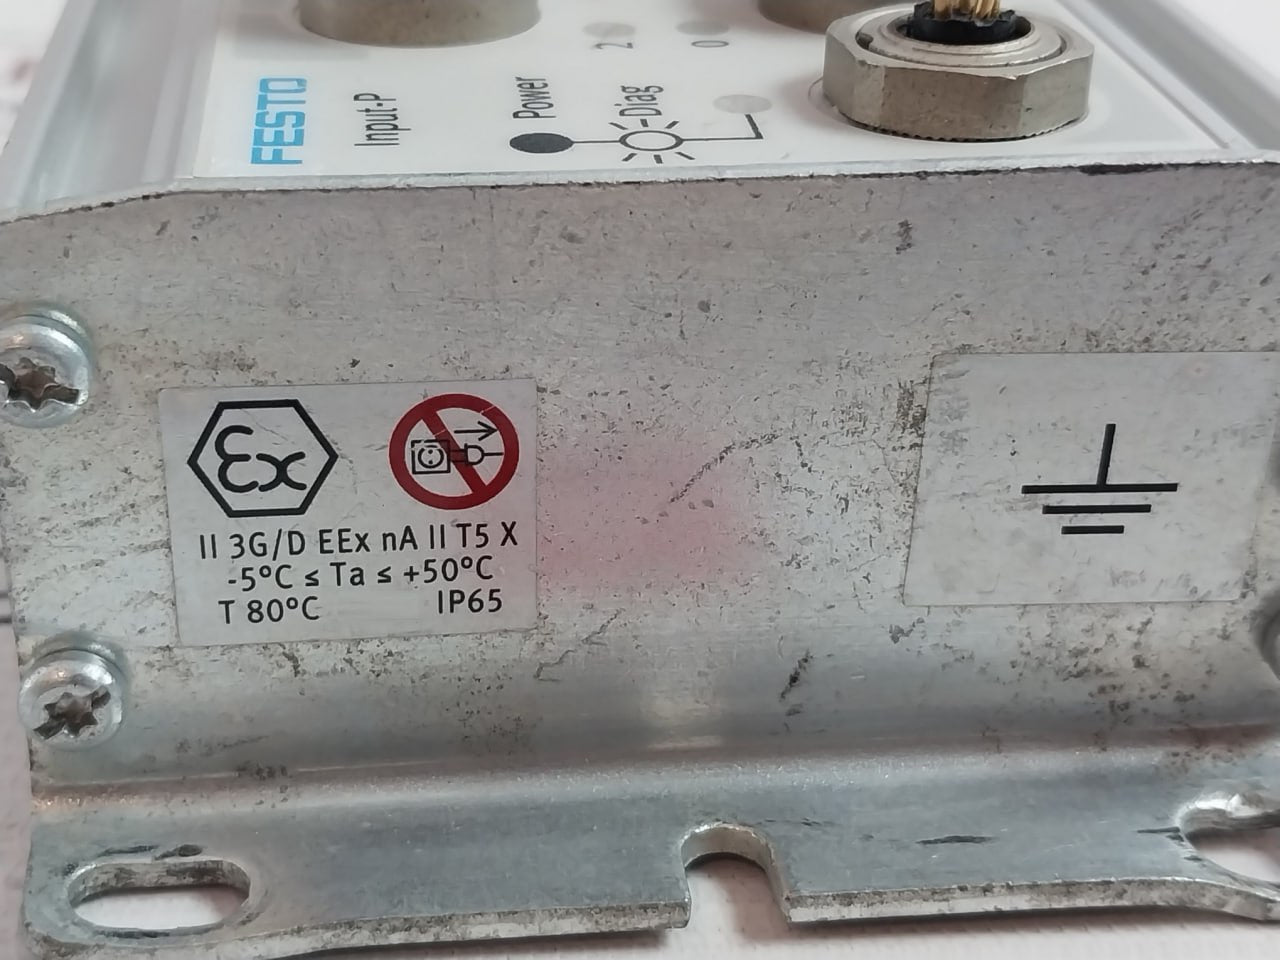 FESTO
Input-P
2
0
Power
Diag
Ex
II 3G/D EEx nA II T5 X
-5°C ≤ Ta ≤ +50°C
T 80°C IP65